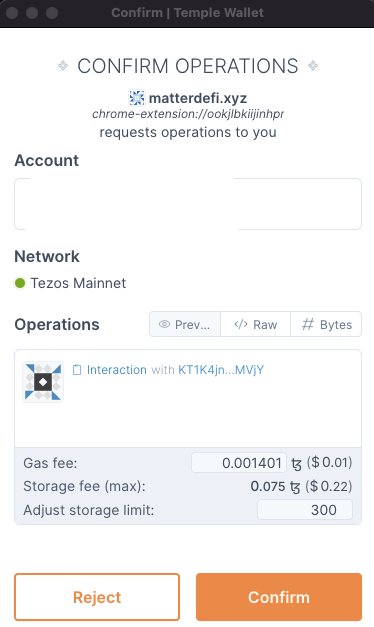 Confirm | Temple Wallet
CONFIRM OPERATIONS
matterdefi.xyz
chrome-extension://ookjlbkiijinhpr
requests operations to you
Account
Network
Tezos Mainnet
Operations
Prev...
</> Raw
# Bytes
Interaction with KT1K4jn...MVjY
Gas fee: 0.001401 ꜩ ($0.01)
Storage fee (max): 0.075 ꜩ ($0.22)
Adjust storage limit: 300
Reject
Confirm